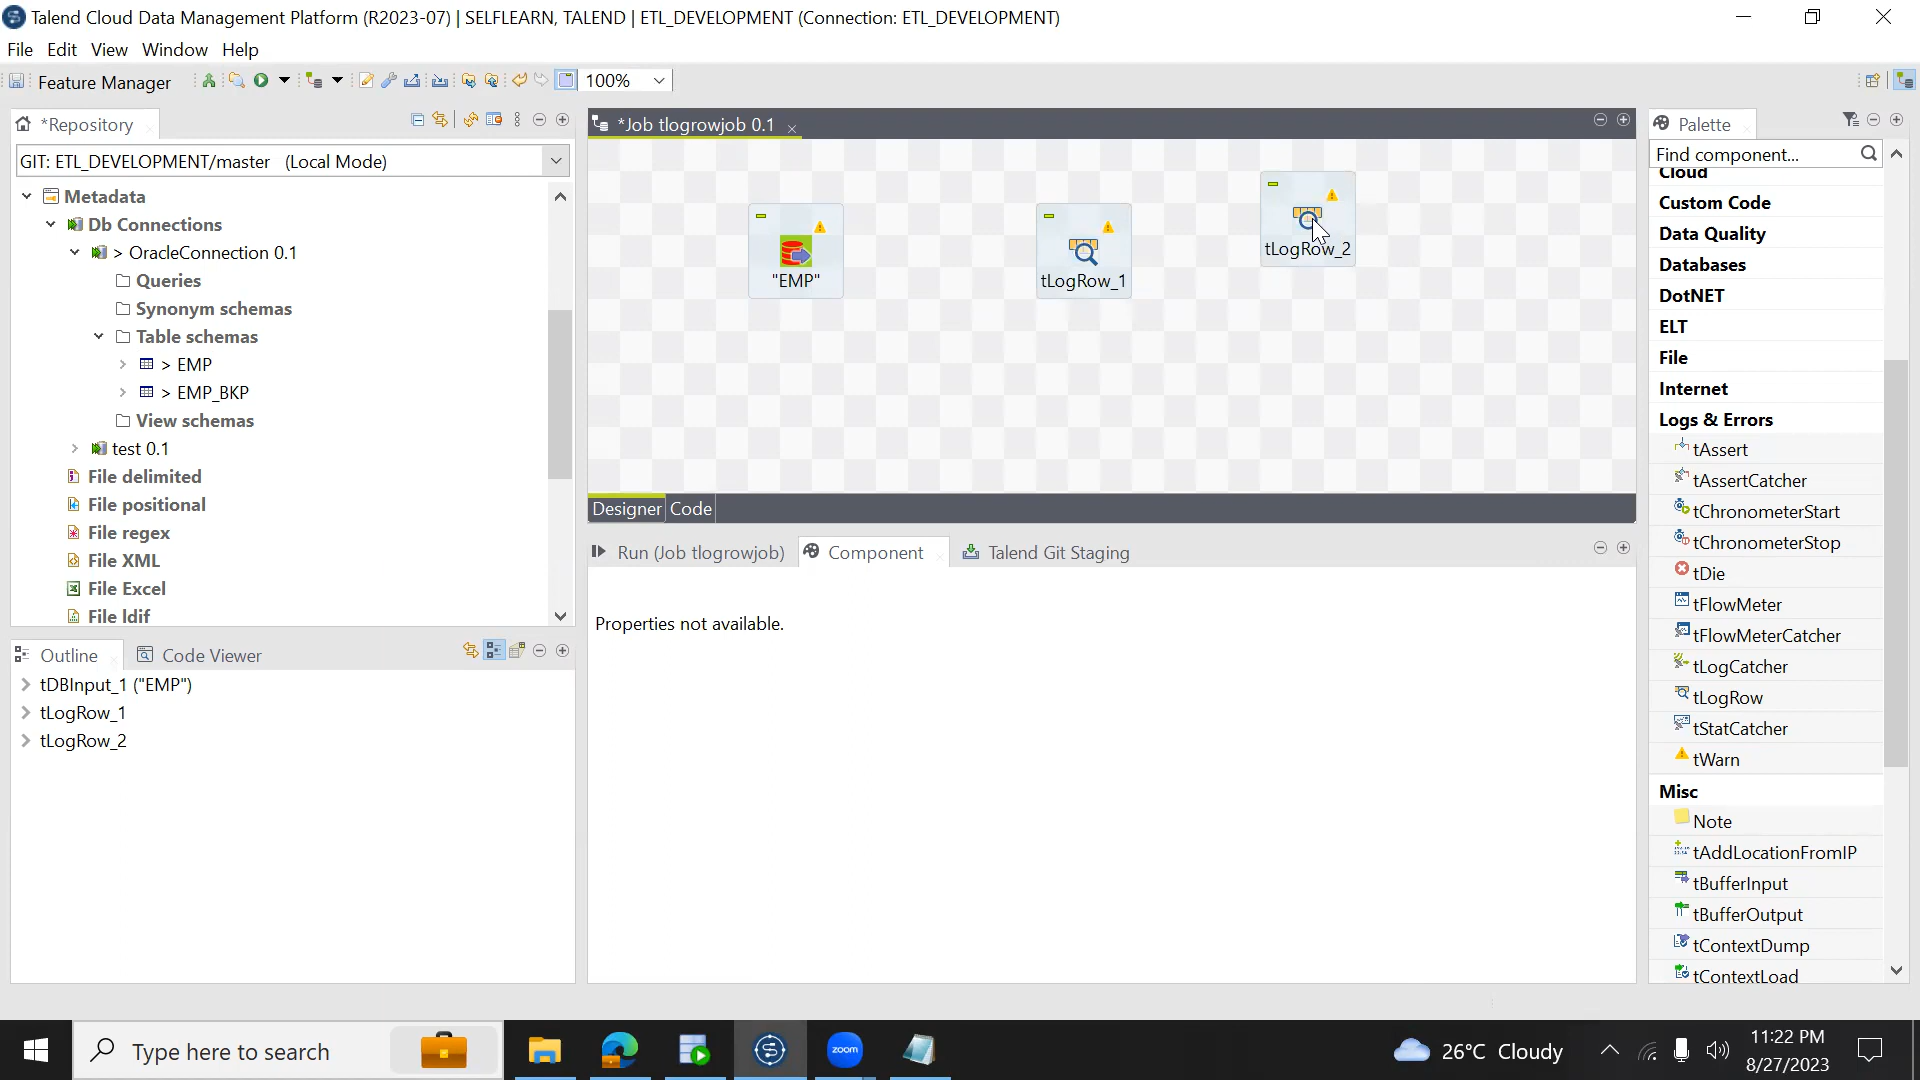 Talend Cloud Data Management Platform (R2023-07) | SELFLEARN, TALEND | ETL_DEVELOPMENT (Connection: ETL_DEVELOPMENT)
File Edit View Window Help
Feature Manager
100%
*Repository
GIT: ETL_DEVELOPMENT/master (Local Mode)
Metadata
Db Connections
> OracleConnection 0.1
Queries
Synonym schemas
Table schemas
> EMP
> EMP_BKP
View schemas
test 0.1
File delimited
File positional
File regex
File XML
File Excel
File ldif
Outline
Code Viewer
tDBInput_1 ("EMP")
tLogRow_1
tLogRow_2
*Job tlogrowjob 0.1
"EMP"
tLogRow_1
tLogRow_2
Designer Code
Run (Job tlogrowjob)
Component
Talend Git Staging
Properties not available.
Palette
Find component...
Cloud
Custom Code
Data Quality
Databases
DotNET
ELT
File
Internet
Logs & Errors
tAssert
tAssertCatcher
tChronometerStart
tChronometerStop
tDie
tFlowMeter
tFlowMeterCatcher
tLogCatcher
tLogRow
tStatCatcher
tWarn
Misc
Note
tAddLocationFromIP
tBufferInput
tBufferOutput
tContextDump
tContextLoad
Type here to search
zoom
26°C Cloudy
11:22 PM
8/27/2023